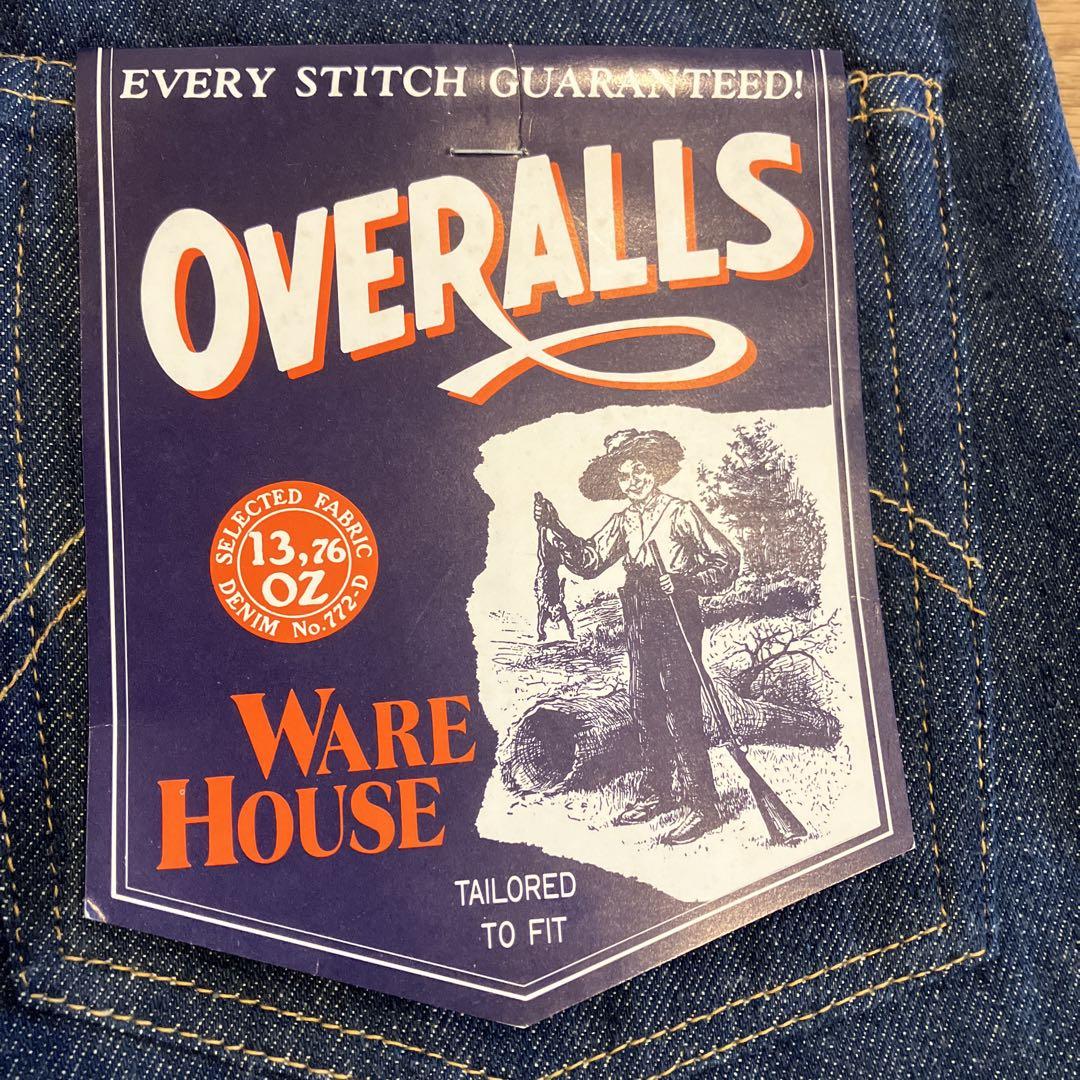 EVERY STITCH GUARANTEED!
OVERALLS
SELECTED FABRIC
13,76
OZ
DENIM No.772-D
WARE
HOUSE
TAILORED
TO FIT